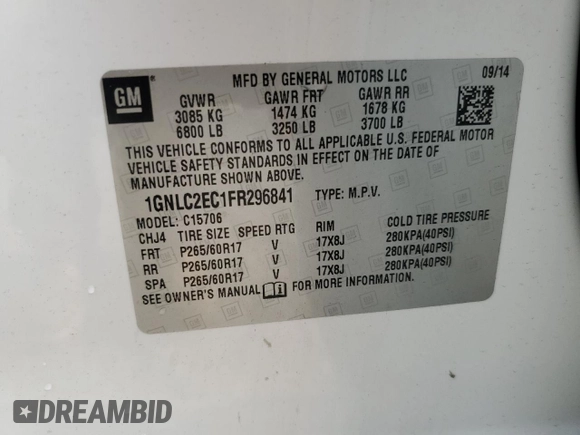 GM
MFD BY GENERAL MOTORS LLC 09/14
GVWR GAWR FRT GAWR RR
3085 KG 1474 KG 1678 KG
6800 LB 3250 LB 3700 LB
THIS VEHICLE CONFORMS TO ALL APPLICABLE U.S. FEDERAL MOTOR
VEHICLE SAFETY STANDARDS IN EFFECT ON THE DATE OF
MANUFACTURE SHOWN ABOVE.
1GNLC2EC1FR296841 TYPE: M.P.V.
MODEL: C15706
CHJ4 TIRE SIZE SPEED RTG RIM COLD TIRE PRESSURE
FRT P265/60R17 V 17X8J 280KPA(40PSI)
RR P265/60R17 V 17X8J 280KPA(40PSI)
SPA P265/60R17 V 17X8J 280KPA(40PSI)
SEE OWNER'S MANUAL FOR MORE INFORMATION.
DREAMBID